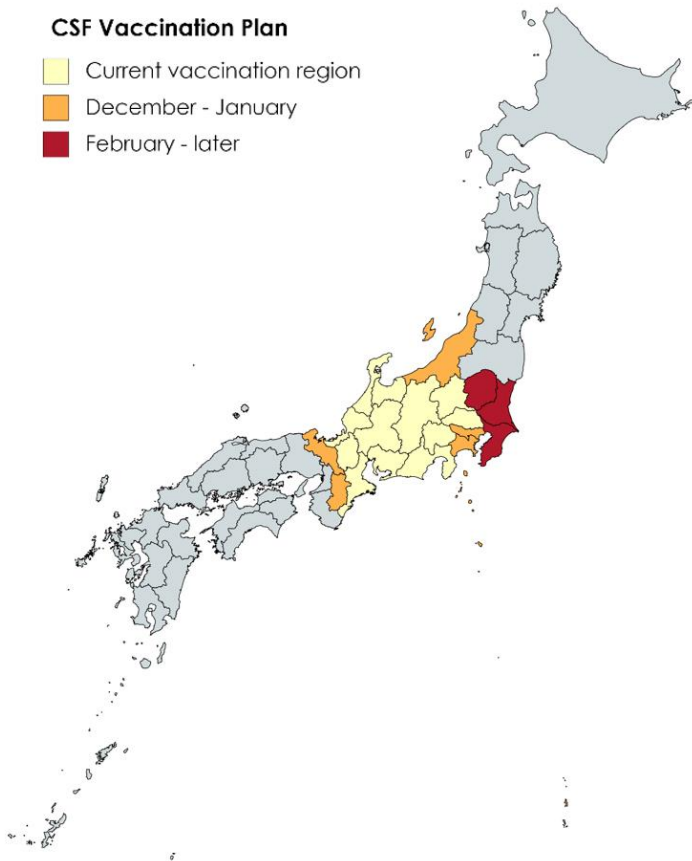 CSF Vaccination Plan
Current vaccination region
December - January
February - later